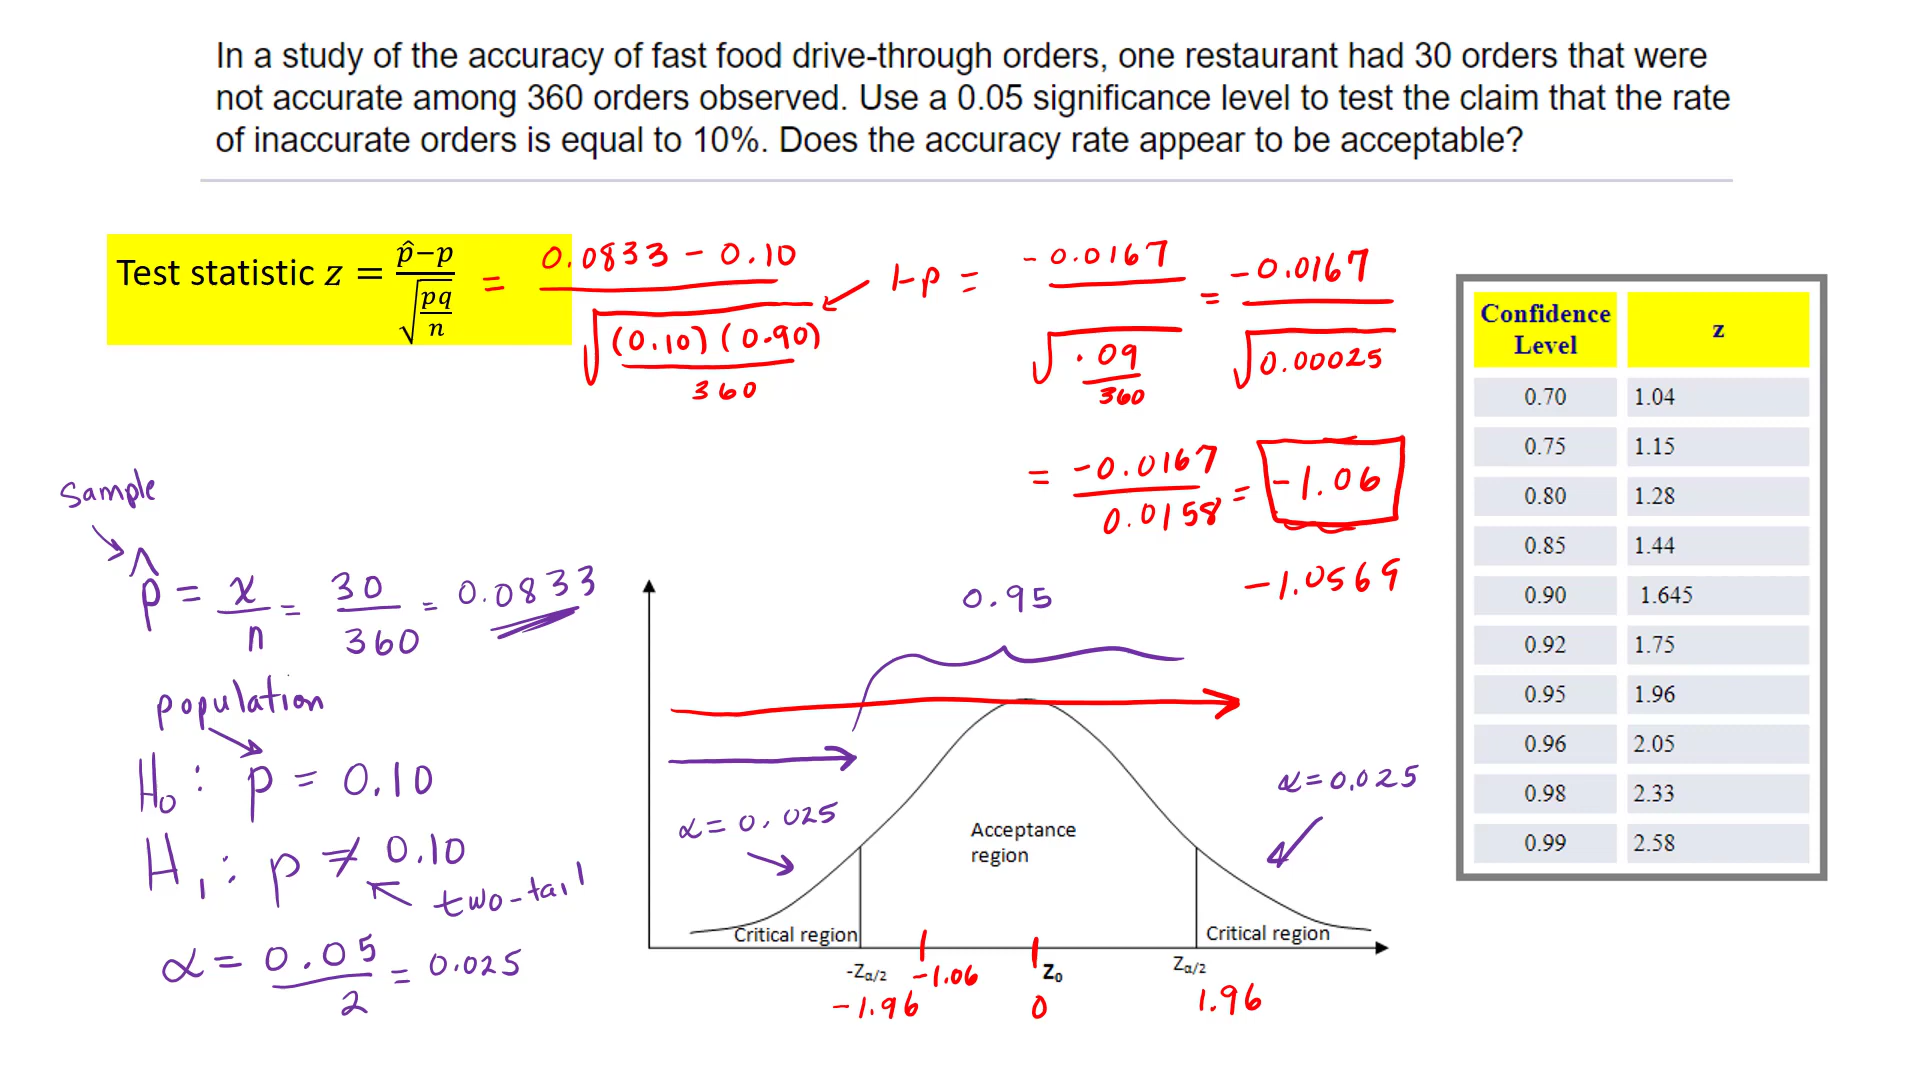 In a study of the accuracy of fast food drive-through orders, one restaurant had 30 orders that were
not accurate among 360 orders observed. Use a 0.05 significance level to test the claim that the rate
of inaccurate orders is equal to 10%. Does the accuracy rate appear to be acceptable?
Test statistic z = (p̂−p)/√(pq/n) = (0.0833 - 0.10)/√((0.10)(0.90)/360) ← 1-p = -0.0167/√(.09/360) = -0.0167/√0.00025
= -0.0167/0.0158 = -1.06
-1.0569
Sample
p̂ = x/n = 30/360 = 0.0833
population
H₀: p = 0.10
H₁: p ≠ 0.10
two-tail
α = 0.05/2 = 0.025
0.95
α = 0.025
α = 0.025
Acceptance
region
Critical region
Critical region
-Zα/2
-1.06
Z₀
Zα/2
-1.96
0
1.96
Confidence Level z
0.70 1.04
0.75 1.15
0.80 1.28
0.85 1.44
0.90 1.645
0.92 1.75
0.95 1.96
0.96 2.05
0.98 2.33
0.99 2.58